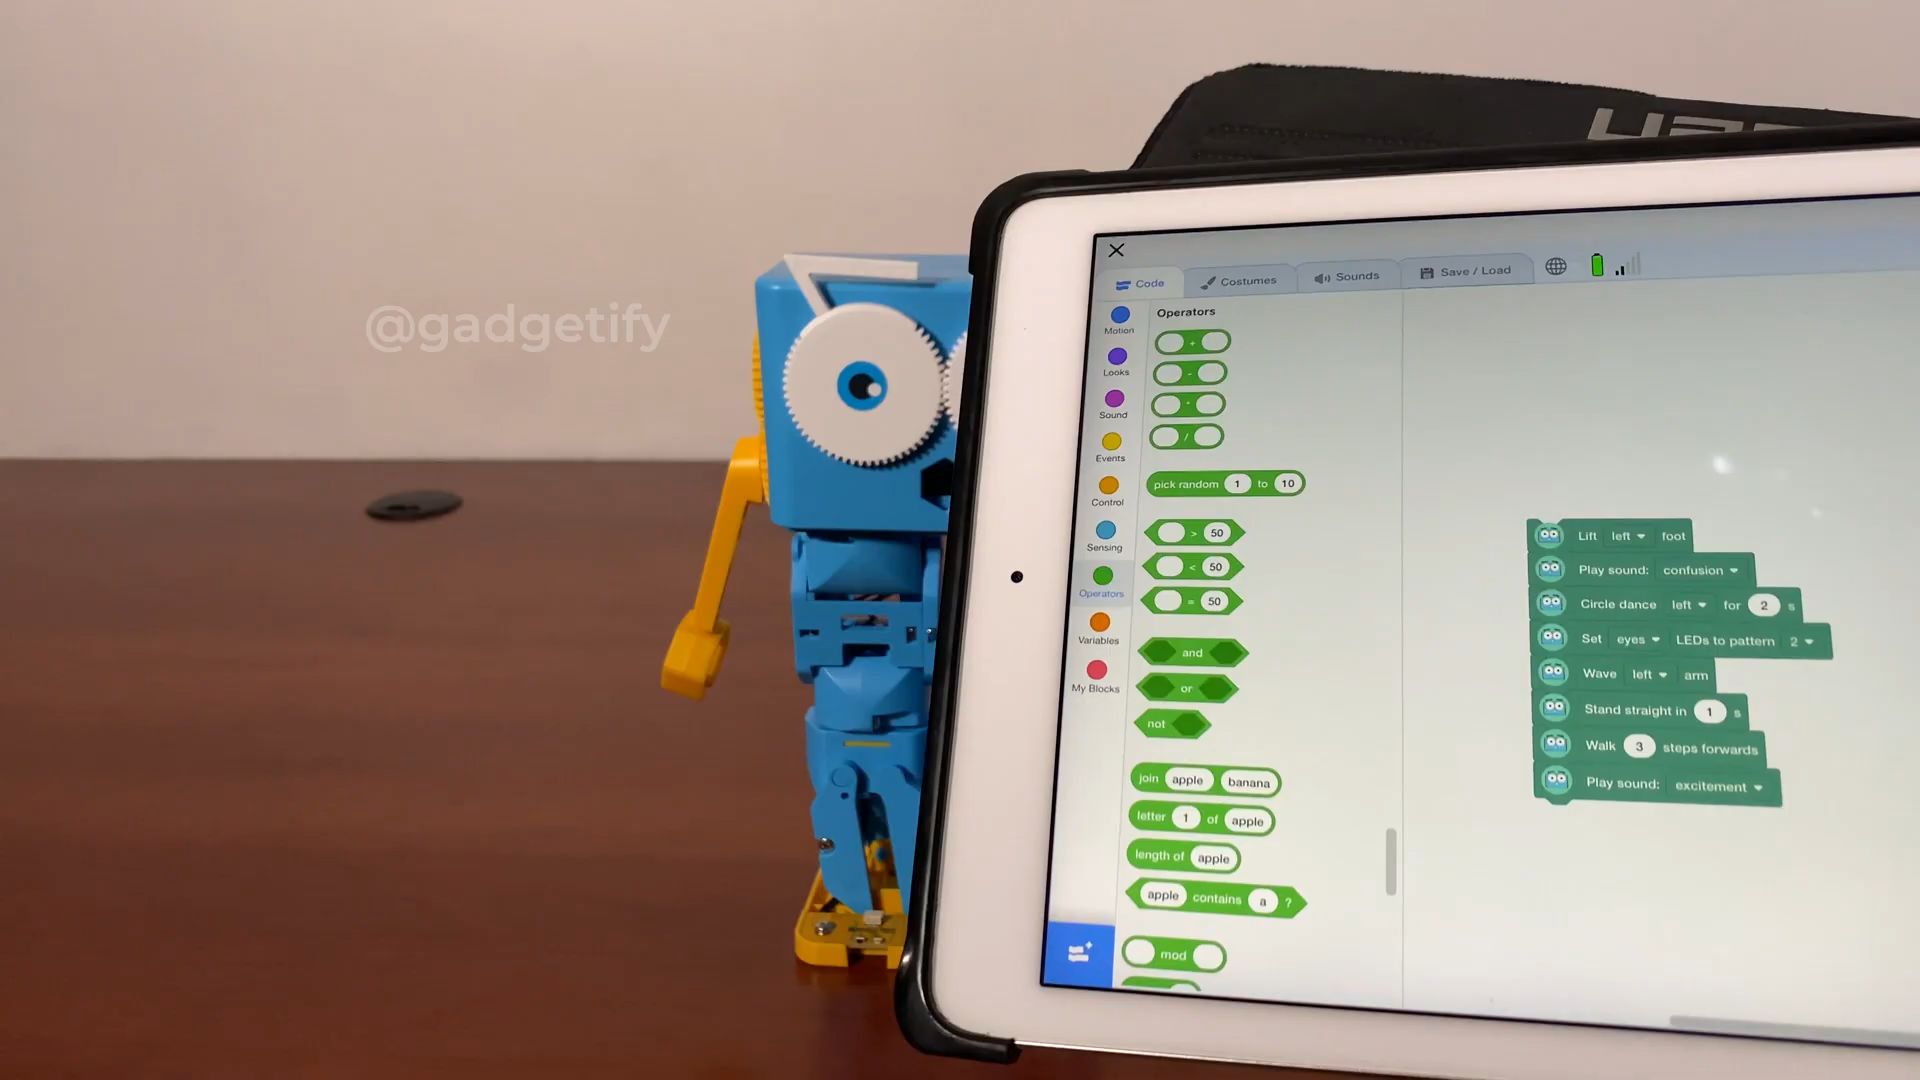 @gadgetify
Code
Costumes
Sounds
Save / Load
Motion
Looks
Sound
Events
Control
Sensing
Operators
Variables
My Blocks
Operators
+
-
*
/
pick random 1 to 10
> 50
< 50
= 50
and
or
not
join apple banana
letter 1 of apple
length of apple
apple contains a ?
mod
Lift left foot
Play sound: confusion
Circle dance left for 2 s
Set eyes LEDs to pattern 2
Wave left arm
Stand straight in 1 s
Walk 3 steps forwards
Play sound: excitement